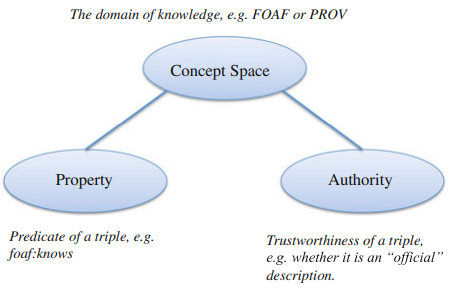 The domain of knowledge, e.g. FOAF or PROV
Concept Space
Property
Authority
Predicate of a triple, e.g.
foaf:knows
Trustworthiness of a triple,
e.g. whether it is an “official”
description.